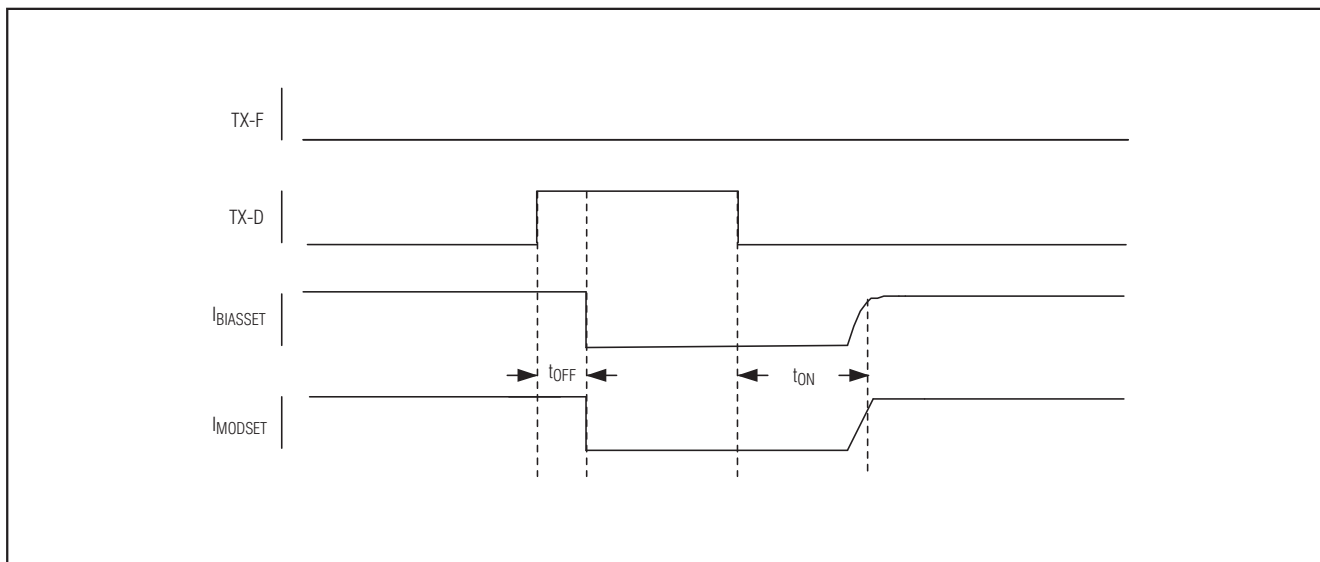 TX-F
TX-D
IBIASSET
tOFF
tON
IMODSET